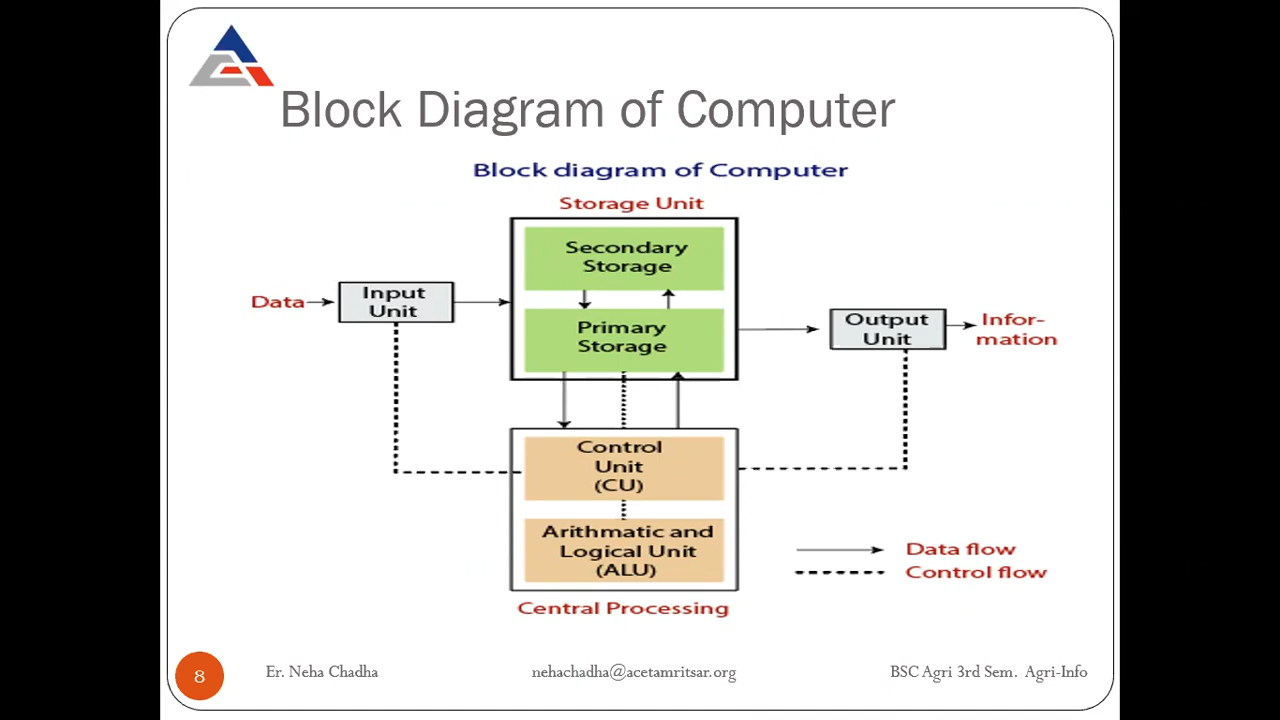 Block Diagram of Computer
Block diagram of Computer
Storage Unit
Secondary
Storage
Data
Input
Unit
Primary
Storage
Output
Unit
Infor-
mation
Control
Unit
(CU)
Arithmatic and
Logical Unit
(ALU)
Data flow
Control flow
Central Processing
8
Er. Neha Chadha
nehachadha@acetamritsar.org
BSC Agri 3rd Sem. Agri-Info